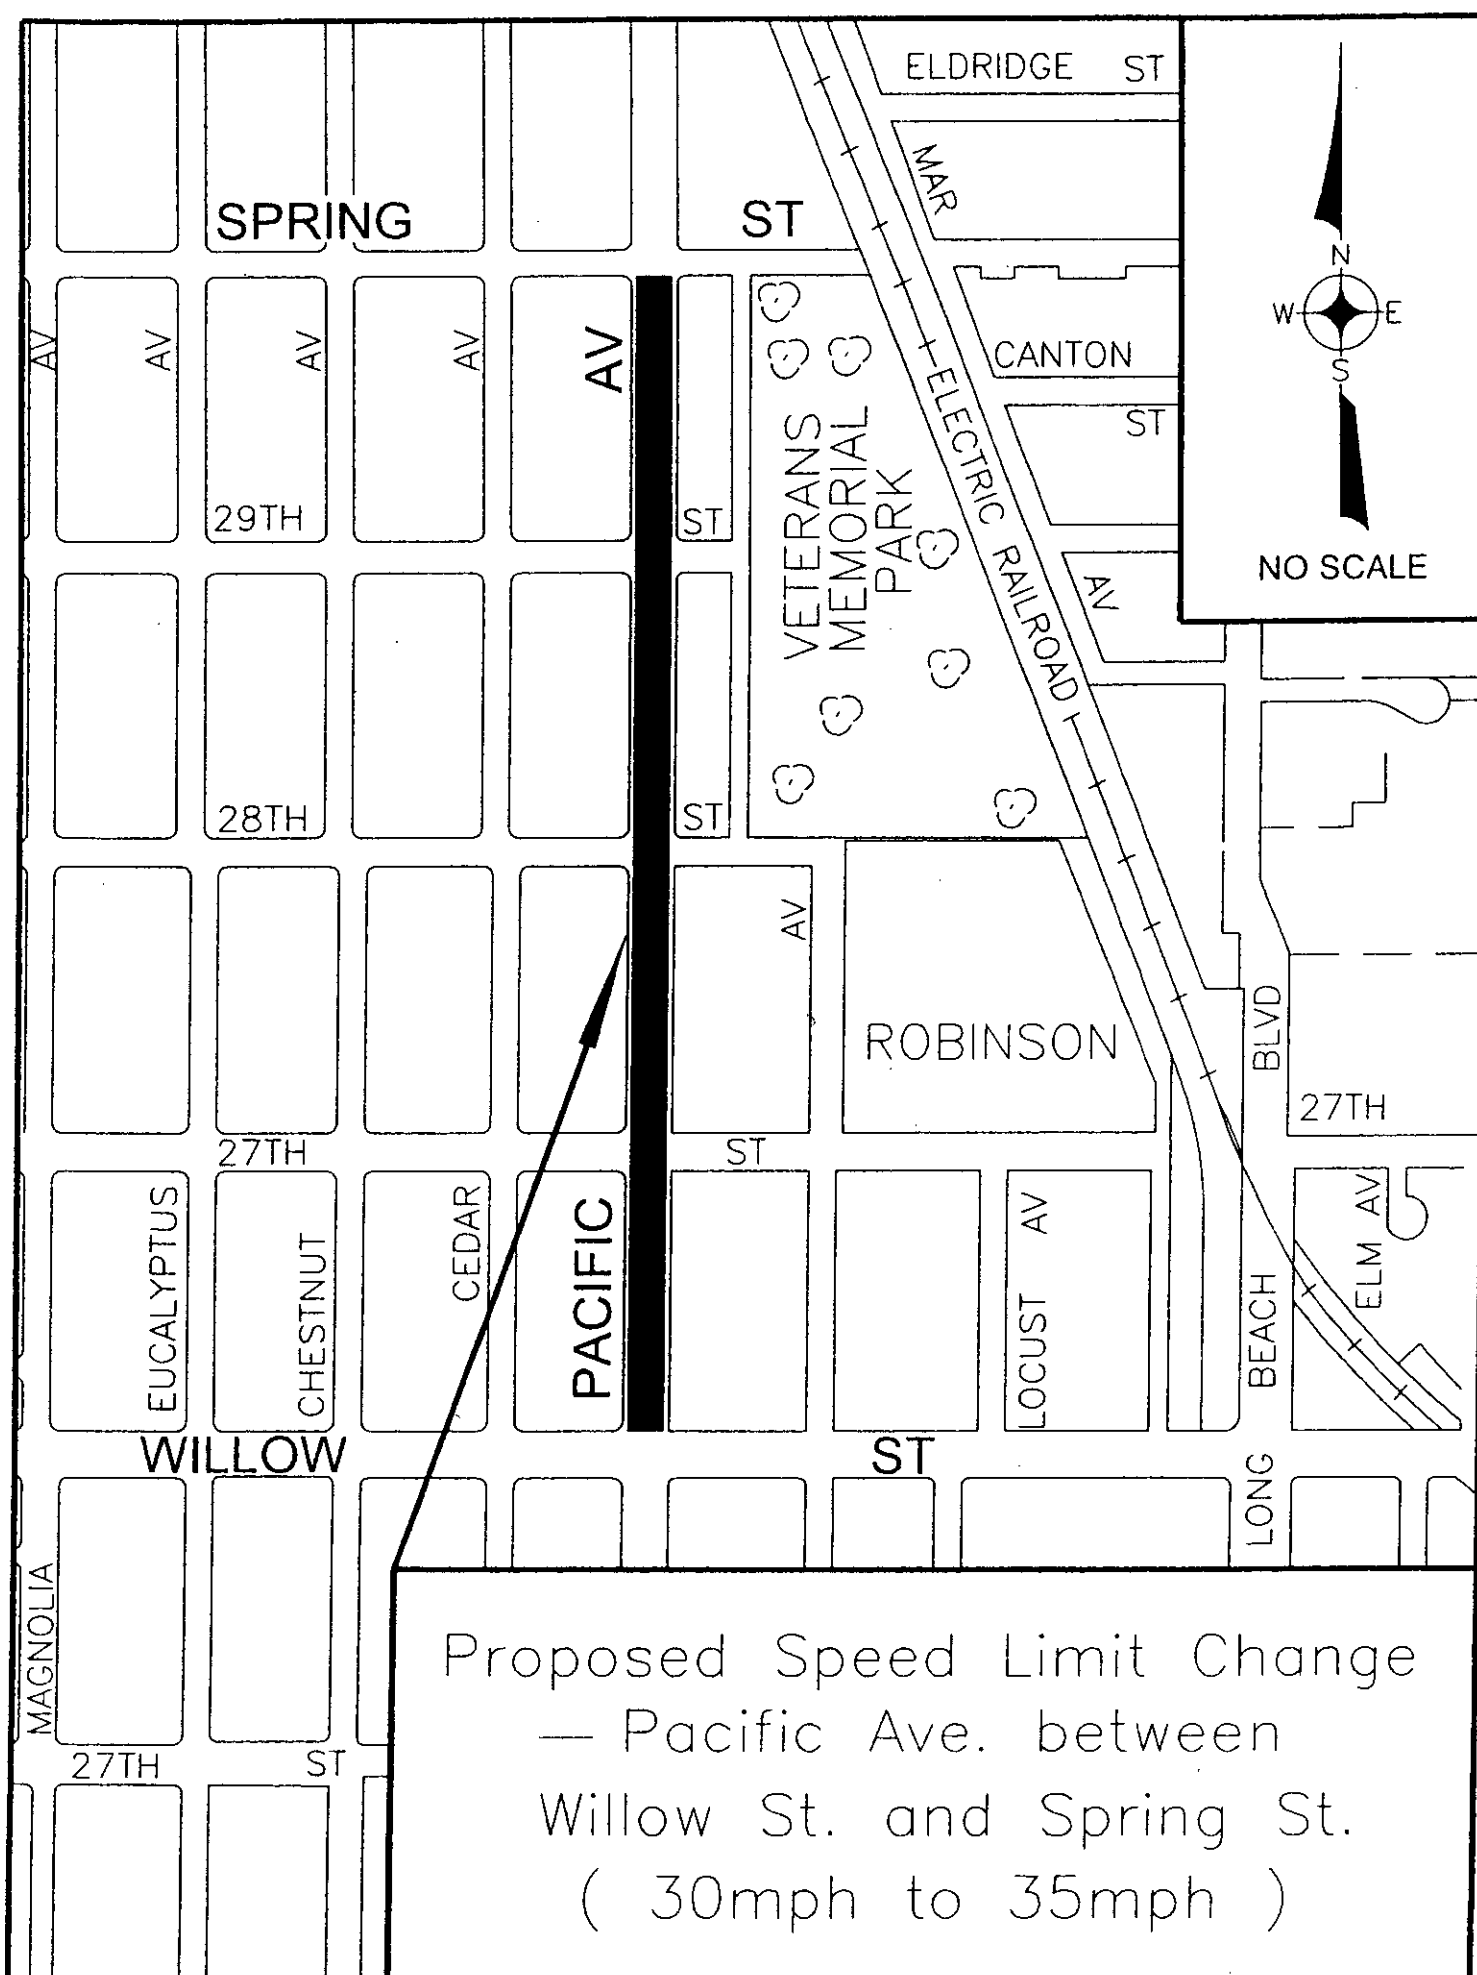 ELDRIDGE ST
MAR
SPRING ST
N
W E
S
NO SCALE
AV
AV
AV
AV
AV
CANTON
ST
ELECTRIC RAILROAD
VETERANS
MEMORIAL
PARK
29TH ST
AV
28TH ST
AV
ROBINSON
BLVD
27TH
27TH ST
EUCALYPTUS
CHESTNUT
CEDAR
PACIFIC
LOCUST AV
BEACH
ELM AV
WILLOW ST
LONG
MAGNOLIA
27TH ST
Proposed Speed Limit Change
— Pacific Ave. between
Willow St. and Spring St.
( 30mph to 35mph )